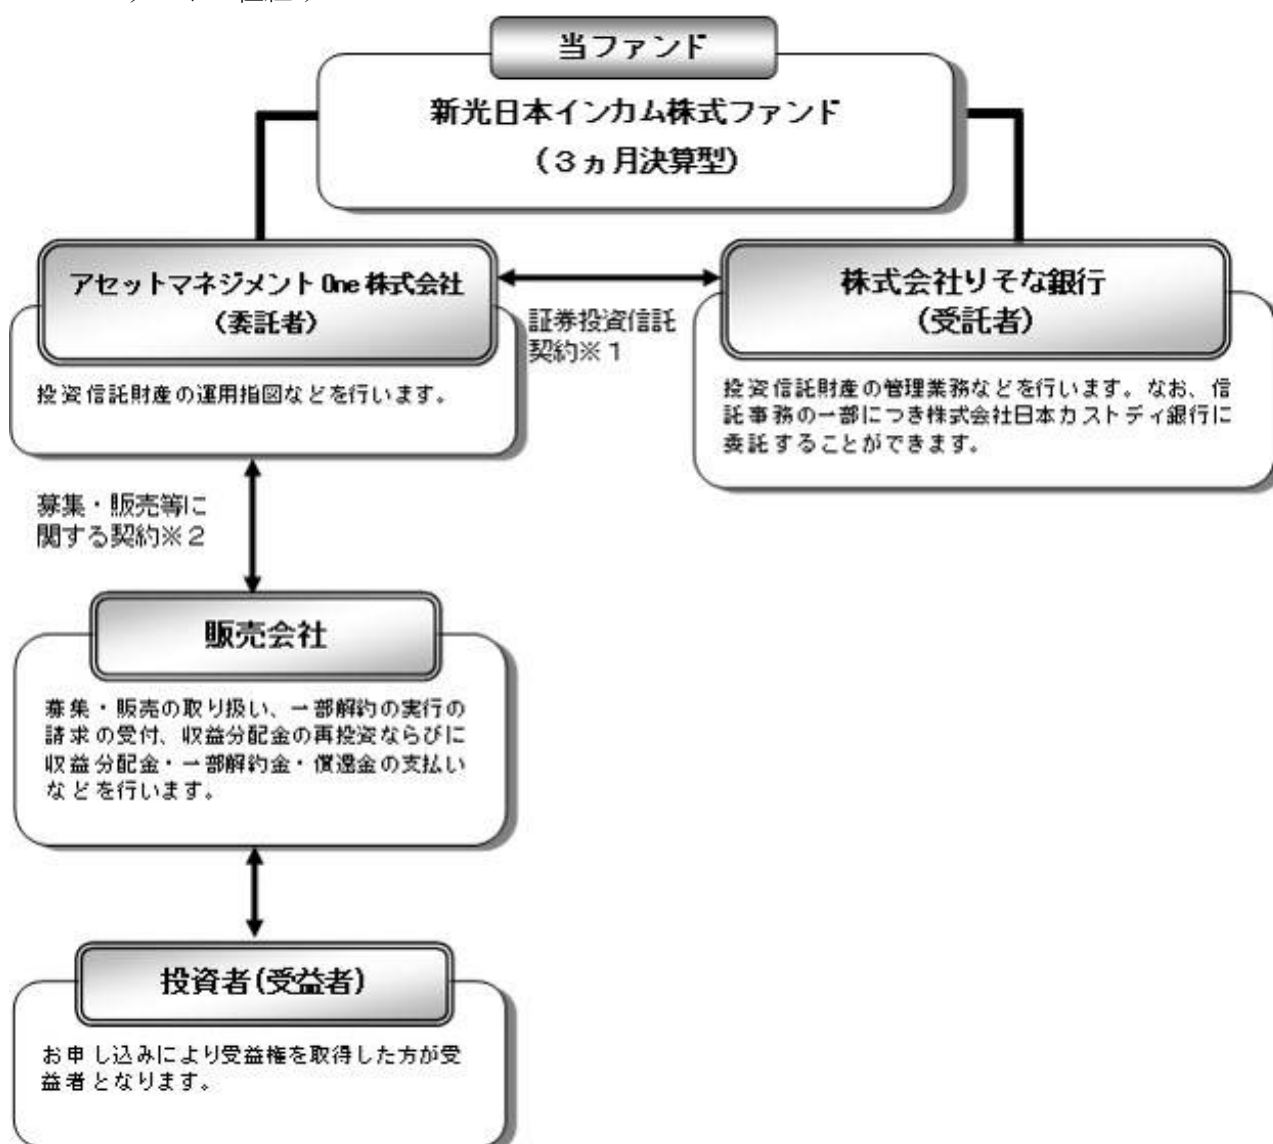 当ファンド
新光日本インカム株式ファンド
（３ヵ月決算型）
アセットマネジメント One 株式会社
（委託者）
投資信託財産の運用指図などを行います。
証券投資信託
契約※１
株式会社りそな銀行
（受託者）
投資信託財産の管理業務などを行います。なお、信
託事務の一部につき株式会社日本カストディ銀行に
委託することができます。
募集・販売等に
関する契約※２
販売会社
募集・販売の取り扱い、一部解約の実行の
請求の受付、収益分配金の再投資ならびに
収益分配金・一部解約金・償還金の支払い
などを行います。
投資者（受益者）
お申し込みにより受益権を取得した方が受
益者となります。